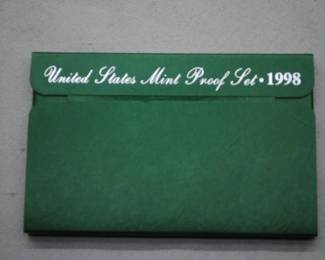 United States Mint Proof Set • 1998